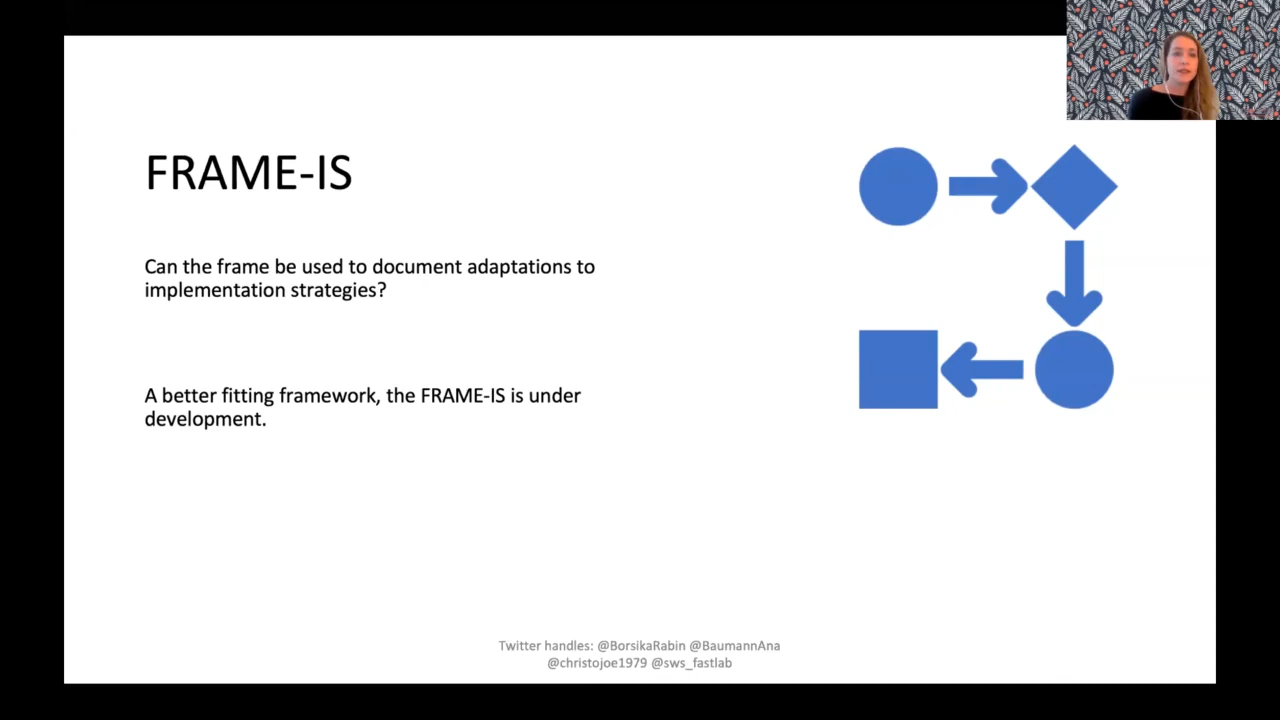 FRAME-IS
Can the frame be used to document adaptations to
implementation strategies?
A better fitting framework, the FRAME-IS is under
development.
Twitter handles: @BorsikaRabin @BaumannAna
@christojoe1979 @sws_fastlab